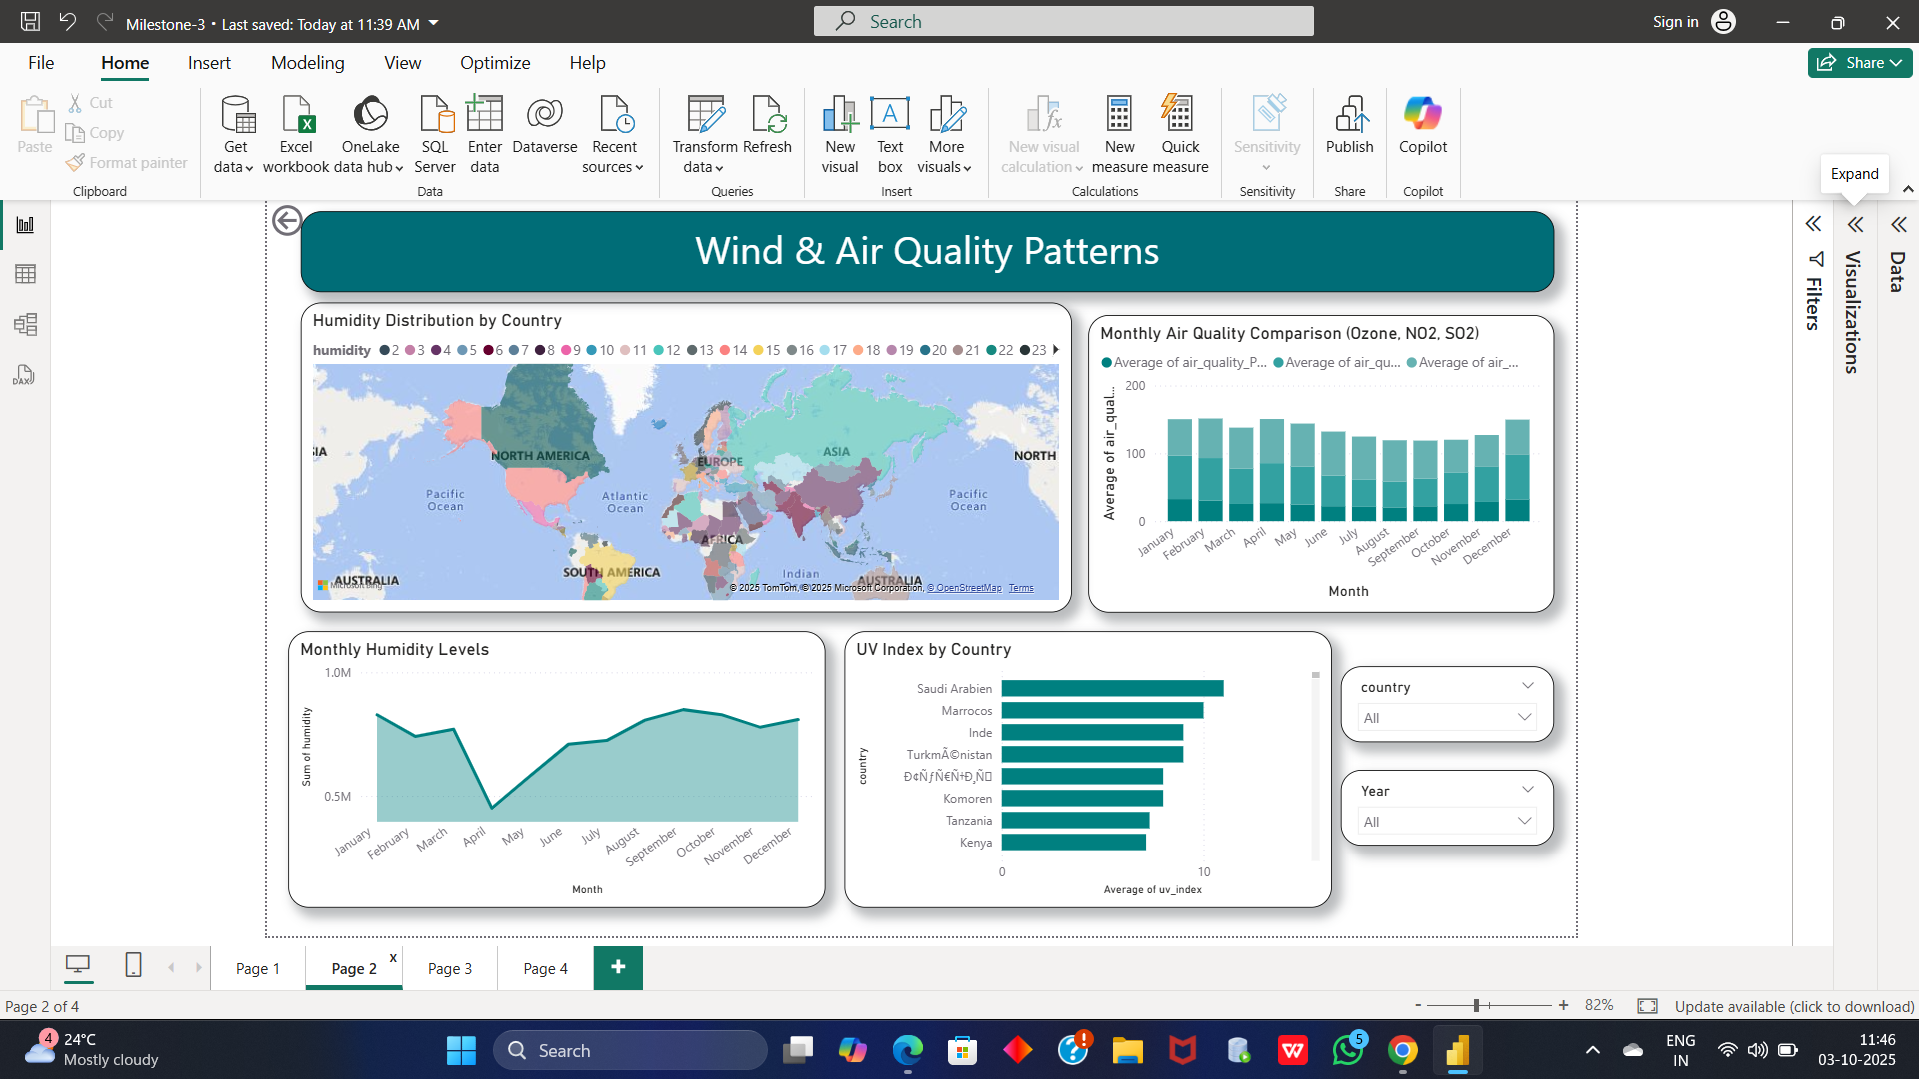 Milestone-3 • Last saved: Today at 11:39 AM
Search
Sign in
File Home Insert Modeling View Optimize Help
Share
Paste
Cut
Copy
Format painter
Clipboard
Get data
Excel workbook
OneLake data hub
SQL Server
Enter data
Dataverse
Recent sources
Data
Transform data
Refresh
Queries
New visual
Text box
More visuals
Insert
New visual calculation
New measure
Quick measure
Calculations
Sensitivity
Sensitivity
Publish
Share
Copilot
Copilot
Expand
Filters
Visualizations
Data
Wind & Air Quality Patterns
Humidity Distribution by Country
humidity 2 3 4 5 6 7 8 9 10 11 12 13 14 15 16 17 18 19 20 21 22 23
NORTH AMERICA
EUROPE
ASIA
NORTH
IA
Pacific Ocean
Atlantic Ocean
Pacific Ocean
AFRICA
SOUTH AMERICA
Indian
AUSTRALIA
AUSTRALIA
Microsoft Bing
© 2025 TomTom, © 2025 Microsoft Corporation, © OpenStreetMap Terms
Monthly Air Quality Comparison (Ozone, NO2, SO2)
Average of air_quality_P... Average of air_qu... Average of air_...
Average of air_qual...
200
100
0
January February March April May June July August September October November December
Month
Monthly Humidity Levels
Sum of humidity
1.0M
0.5M
January February March April May June July August September October November December
Month
UV Index by Country
country
Saudi Arabien
Marrocos
Inde
TurkmÃ©nistan
Komoren
Tanzania
Kenya
0 10
Average of uv_index
country
All
Year
All
Page 1 Page 2 x Page 3 Page 4 +
Page 2 of 4
- + 82%
Update available (click to download)
4
24°C
Mostly cloudy
Search
5
ENG
IN
11:46
03-10-2025